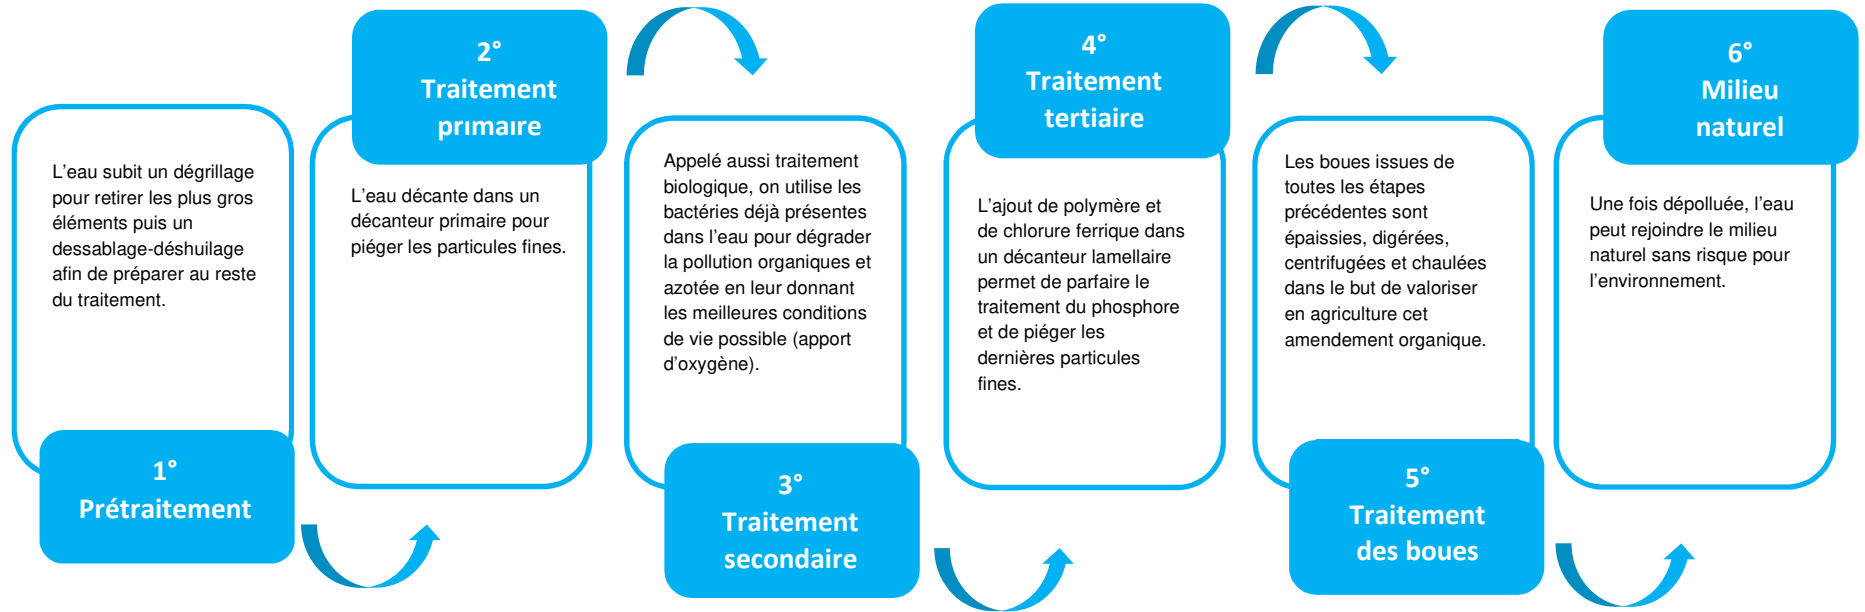 L'eau subit un dégrillage
pour retirer les plus gros
éléments puis un
dessablage-déshuilage
afin de préparer au reste
du traitement.
1°
Prétraitement
2°
Traitement
primaire
L'eau décante dans un
décanteur primaire pour
piéger les particules fines.
Appelé aussi traitement
biologique, on utilise les
bactéries déjà présentes
dans l'eau pour dégrader
la pollution organiques et
azotée en leur donnant
les meilleures conditions
de vie possible (apport
d'oxygène).
3°
Traitement
secondaire
4°
Traitement
tertiaire
L'ajout de polymère et
de chlorure ferrique dans
un décanteur lamellaire
permet de parfaire le
traitement du phosphore
et de piéger les
dernières particules
fines.
Les boues issues de
toutes les étapes
précédentes sont
épaissies, digérées,
centrifugées et chaulées
dans le but de valoriser
en agriculture cet
amendement organique.
5°
Traitement
des boues
6°
Milieu
naturel
Une fois dépolluée, l'eau
peut rejoindre le milieu
naturel sans risque pour
l'environnement.